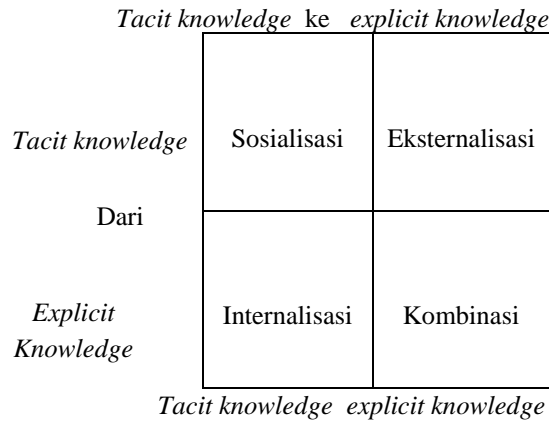 Tacit knowledge ke explicit knowledge
Tacit knowledge Sosialisasi Eksternalisasi
Dari
Explicit Knowledge Internalisasi Kombinasi
Tacit knowledge explicit knowledge